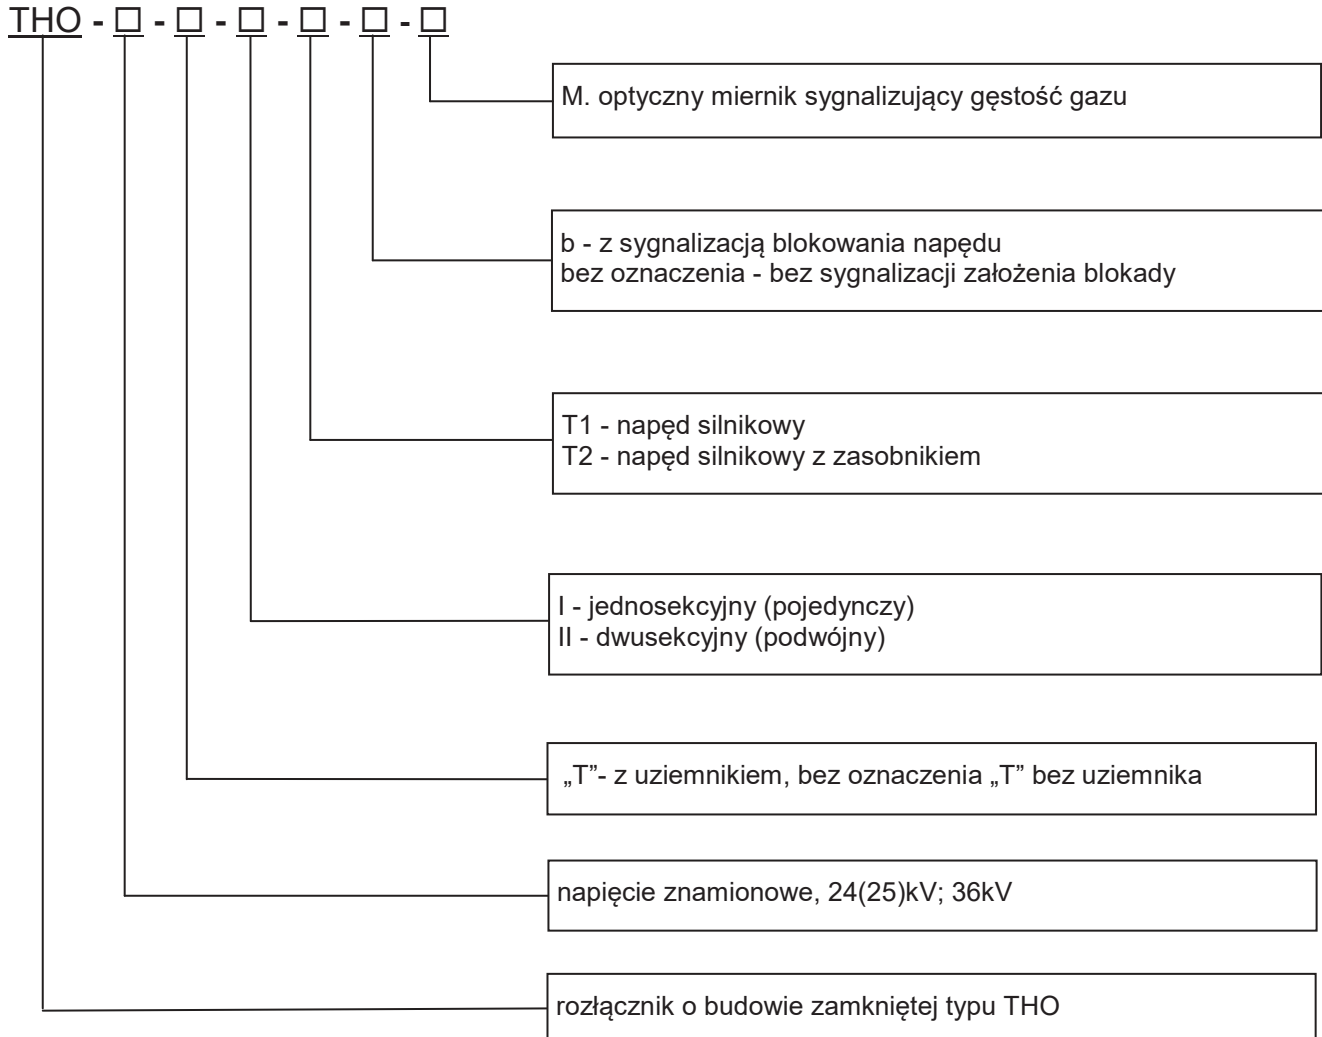 THO - □ - □ - □ - □ - □ - □
M. optyczny miernik sygnalizujący gęstość gazu
b - z sygnalizacją blokowania napędu
bez oznaczenia - bez sygnalizacji założenia blokady
T1 - napęd silnikowy
T2 - napęd silnikowy z zasobnikiem
I - jednosekcyjny (pojedynczy)
II - dwusekcyjny (podwójny)
„T”- z uziemnikiem, bez oznaczenia „T” bez uziemnika
napięcie znamionowe, 24(25)kV; 36kV
rozłącznik o budowie zamkniętej typu THO